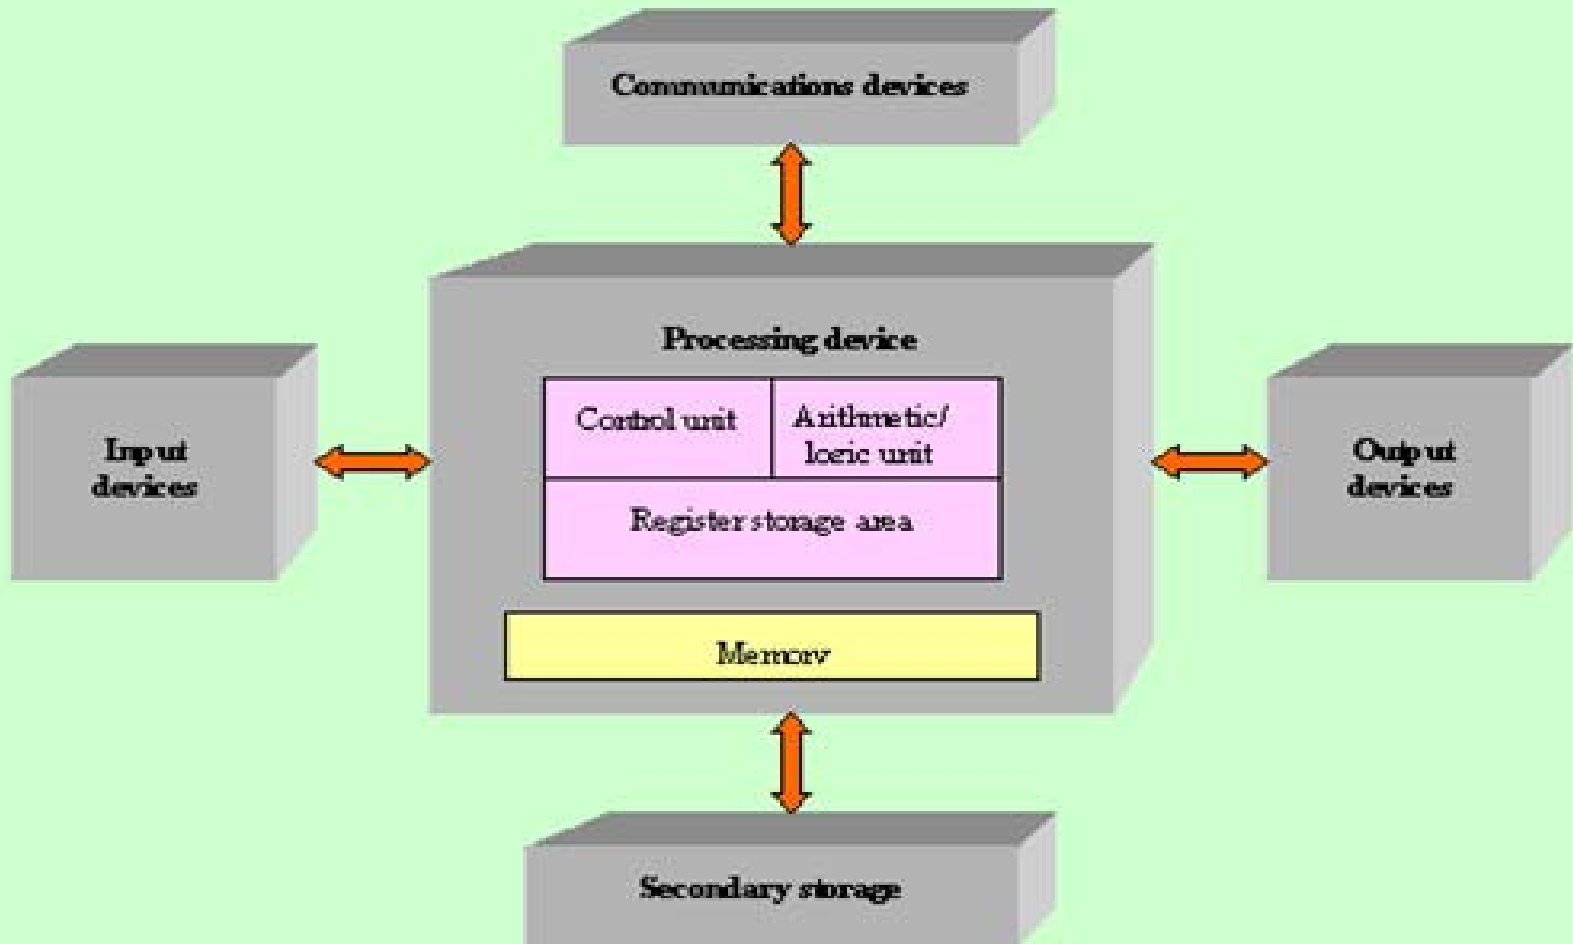 Communications devices
Processing device
Control unit
Arithmetic/
logic unit
Input
devices
Output
devices
Register storage area
Memory
Secondary storage